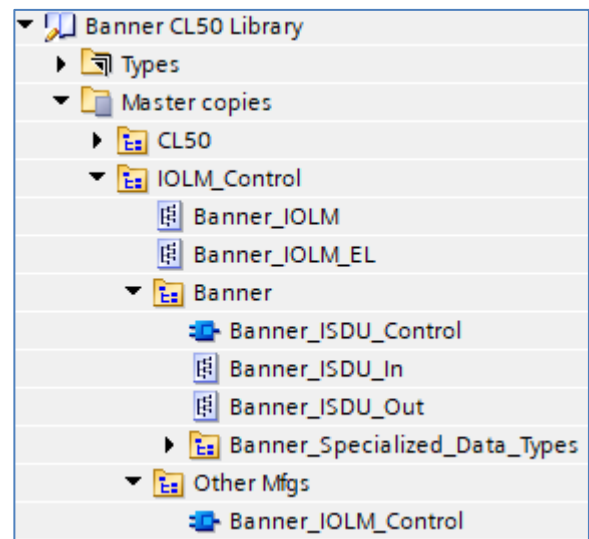 Banner CL50 Library
Types
Master copies
CL50
IOLM_Control
Banner_IOLM
Banner_IOLM_EL
Banner
Banner_ISDU_Control
Banner_ISDU_In
Banner_ISDU_Out
Banner_Specialized_Data_Types
Other Mfgs
Banner_IOLM_Control